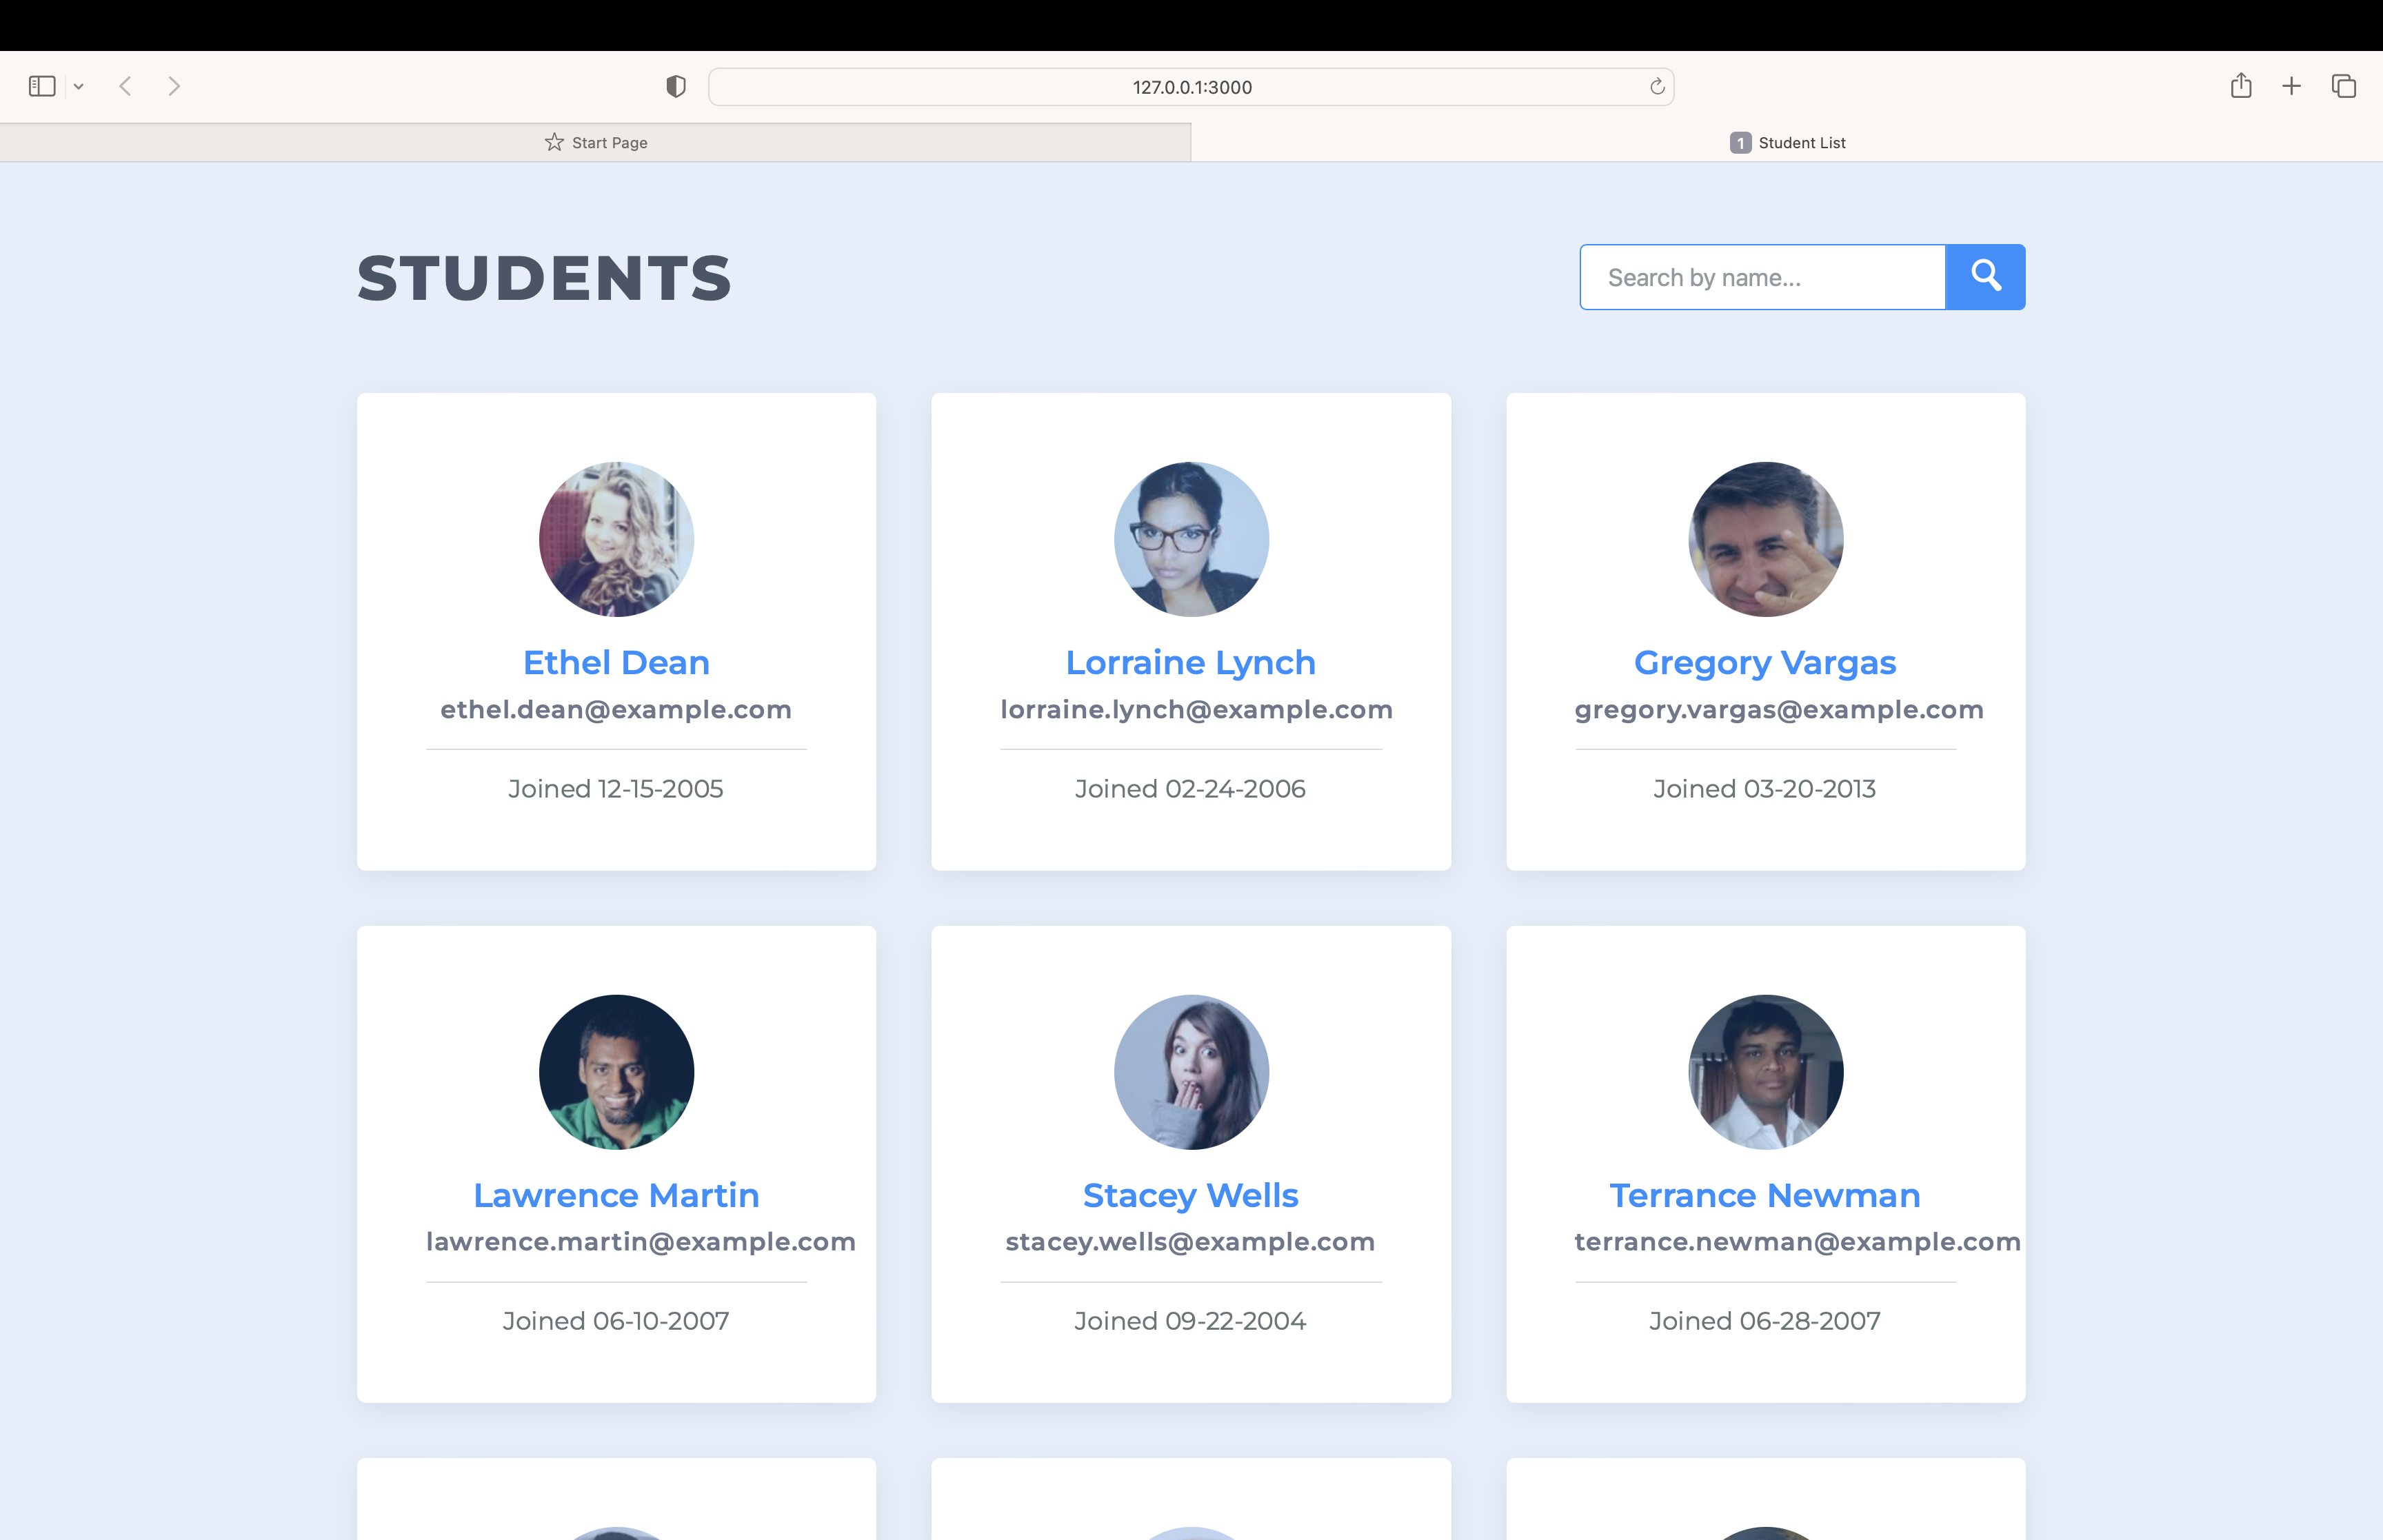 127.0.0.1:3000
Start Page
1 Student List
STUDENTS
Search by name...
Ethel Dean
ethel.dean@example.com
Joined 12-15-2005
Lorraine Lynch
lorraine.lynch@example.com
Joined 02-24-2006
Gregory Vargas
gregory.vargas@example.com
Joined 03-20-2013
Lawrence Martin
lawrence.martin@example.com
Joined 06-10-2007
Stacey Wells
stacey.wells@example.com
Joined 09-22-2004
Terrance Newman
terrance.newman@example.com
Joined 06-28-2007